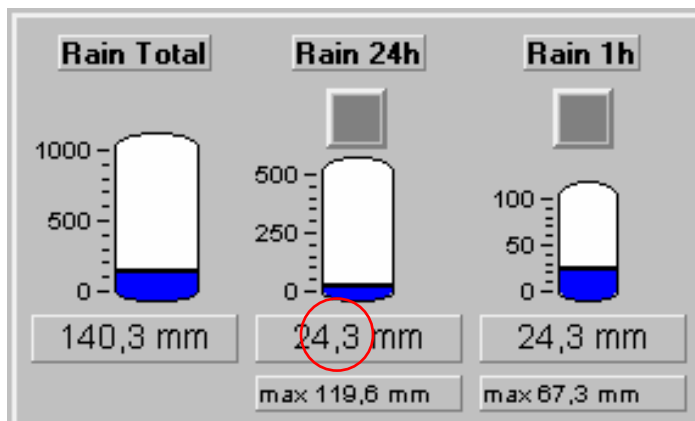 Rain Total
1000
500
0
140,3 mm
Rain 24h
500
250
0
24,3 mm
max 119,6 mm
Rain 1h
100
50
0
24,3 mm
max 67,3 mm